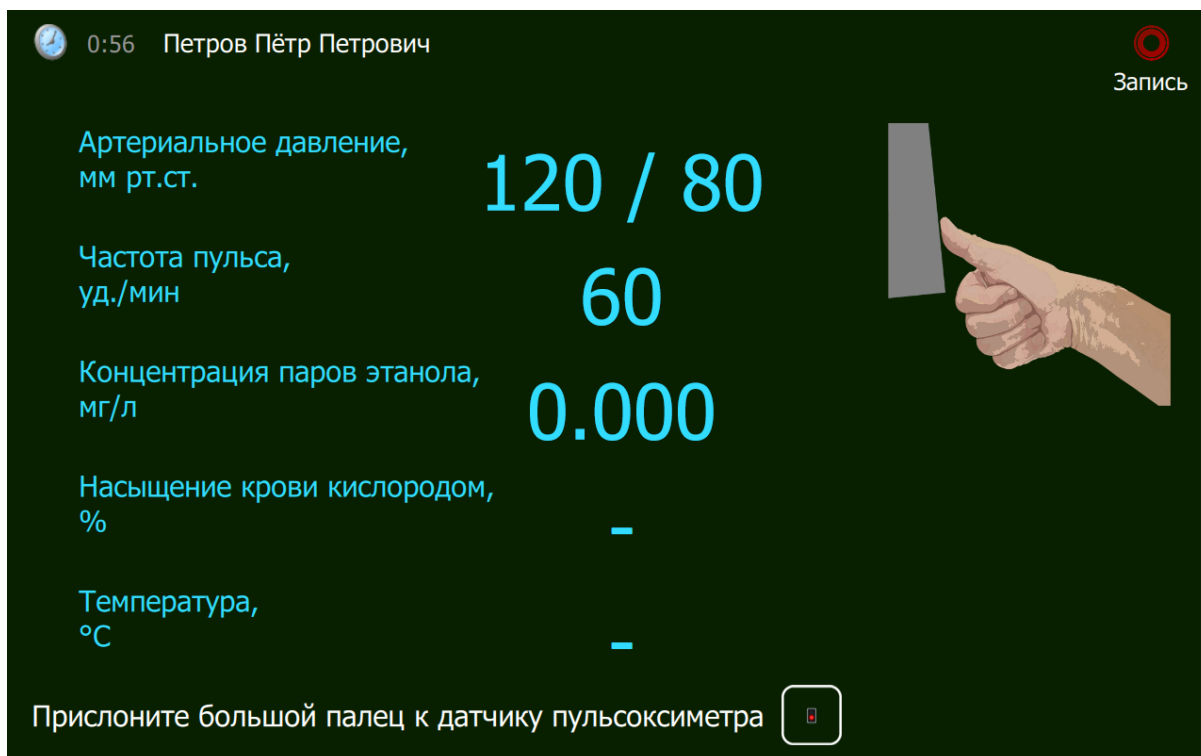 0:56 Петров Пётр Петрович
Запись
Артериальное давление,
мм рт.ст.
120 / 80
Частота пульса,
уд./мин
60
Концентрация паров этанола,
мг/л
0.000
Насыщение крови кислородом,
%
-
Температура,
°C
-
Прислоните большой палец к датчику пульсоксиметра